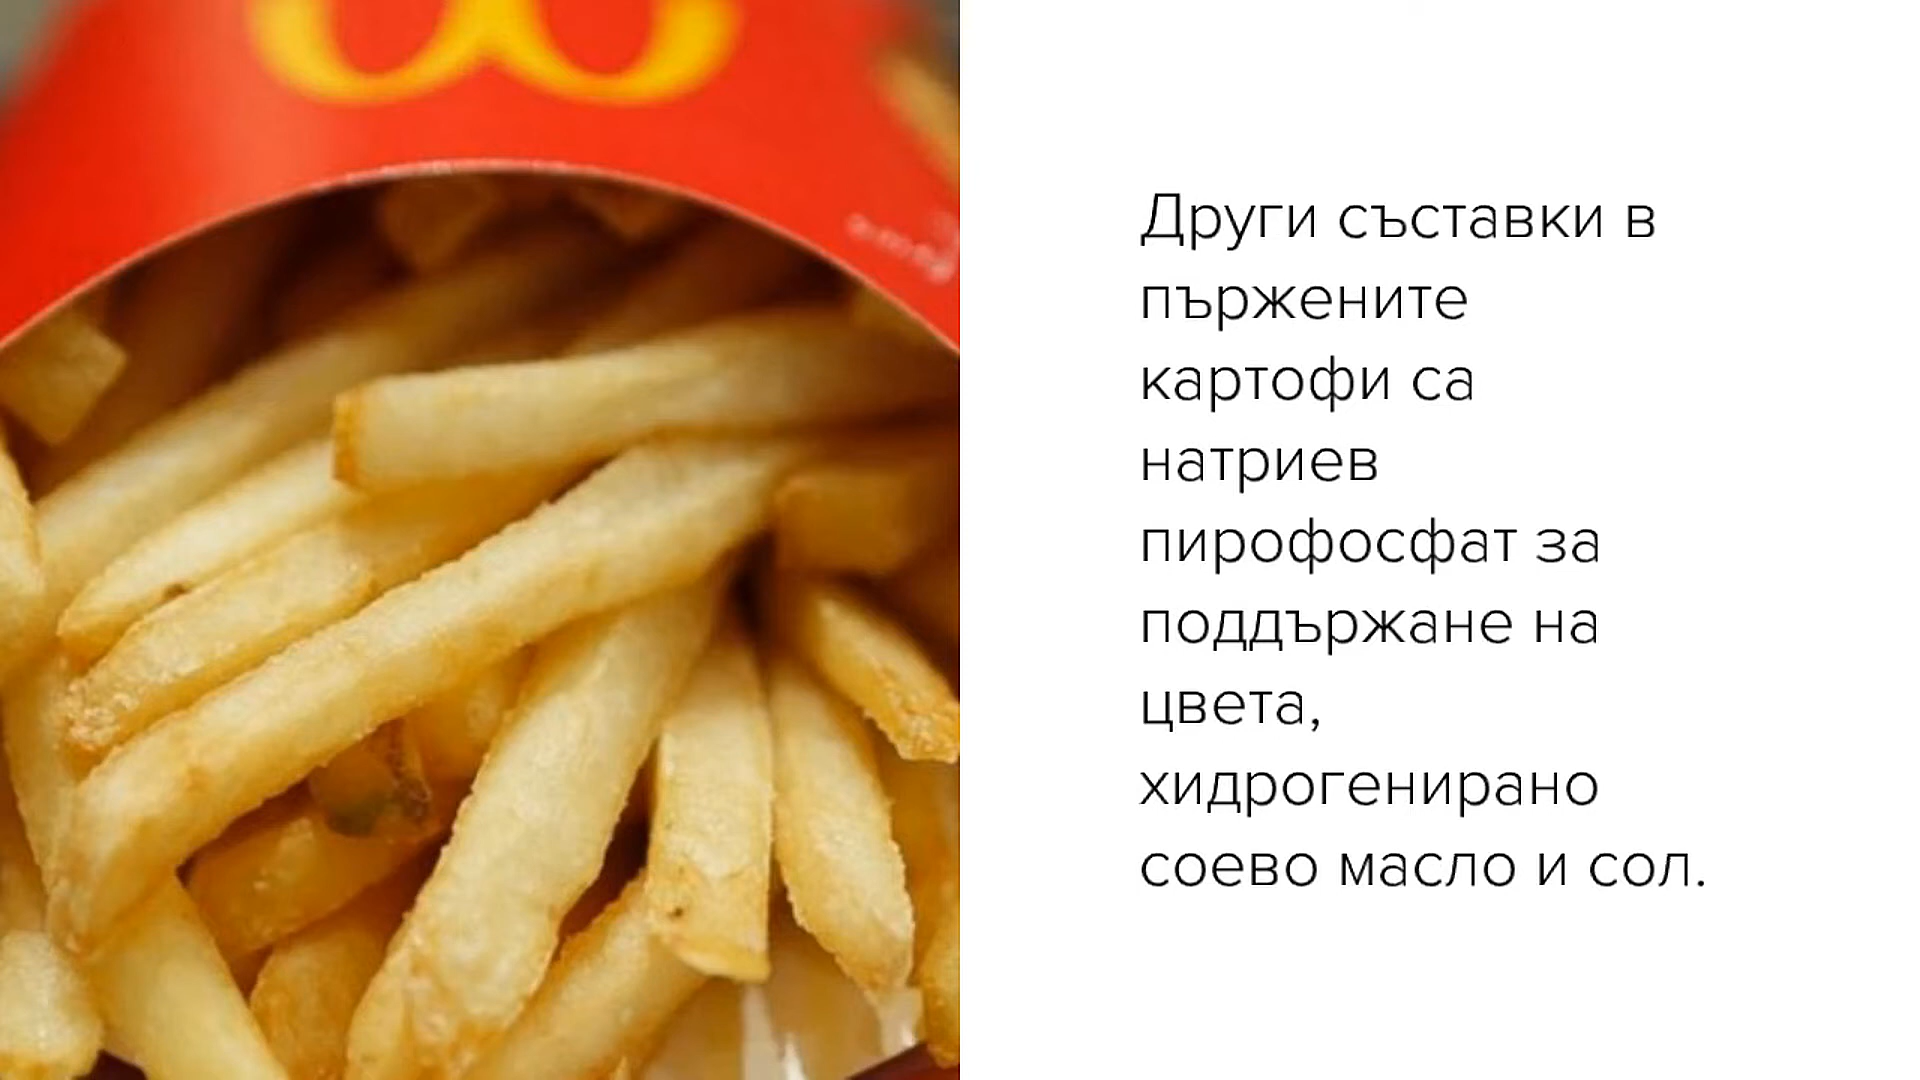 Други съставки в
пържените
картофи са
натриев
пирофосфат за
поддържане на
цвета,
хидрогенирано
соево масло и сол.